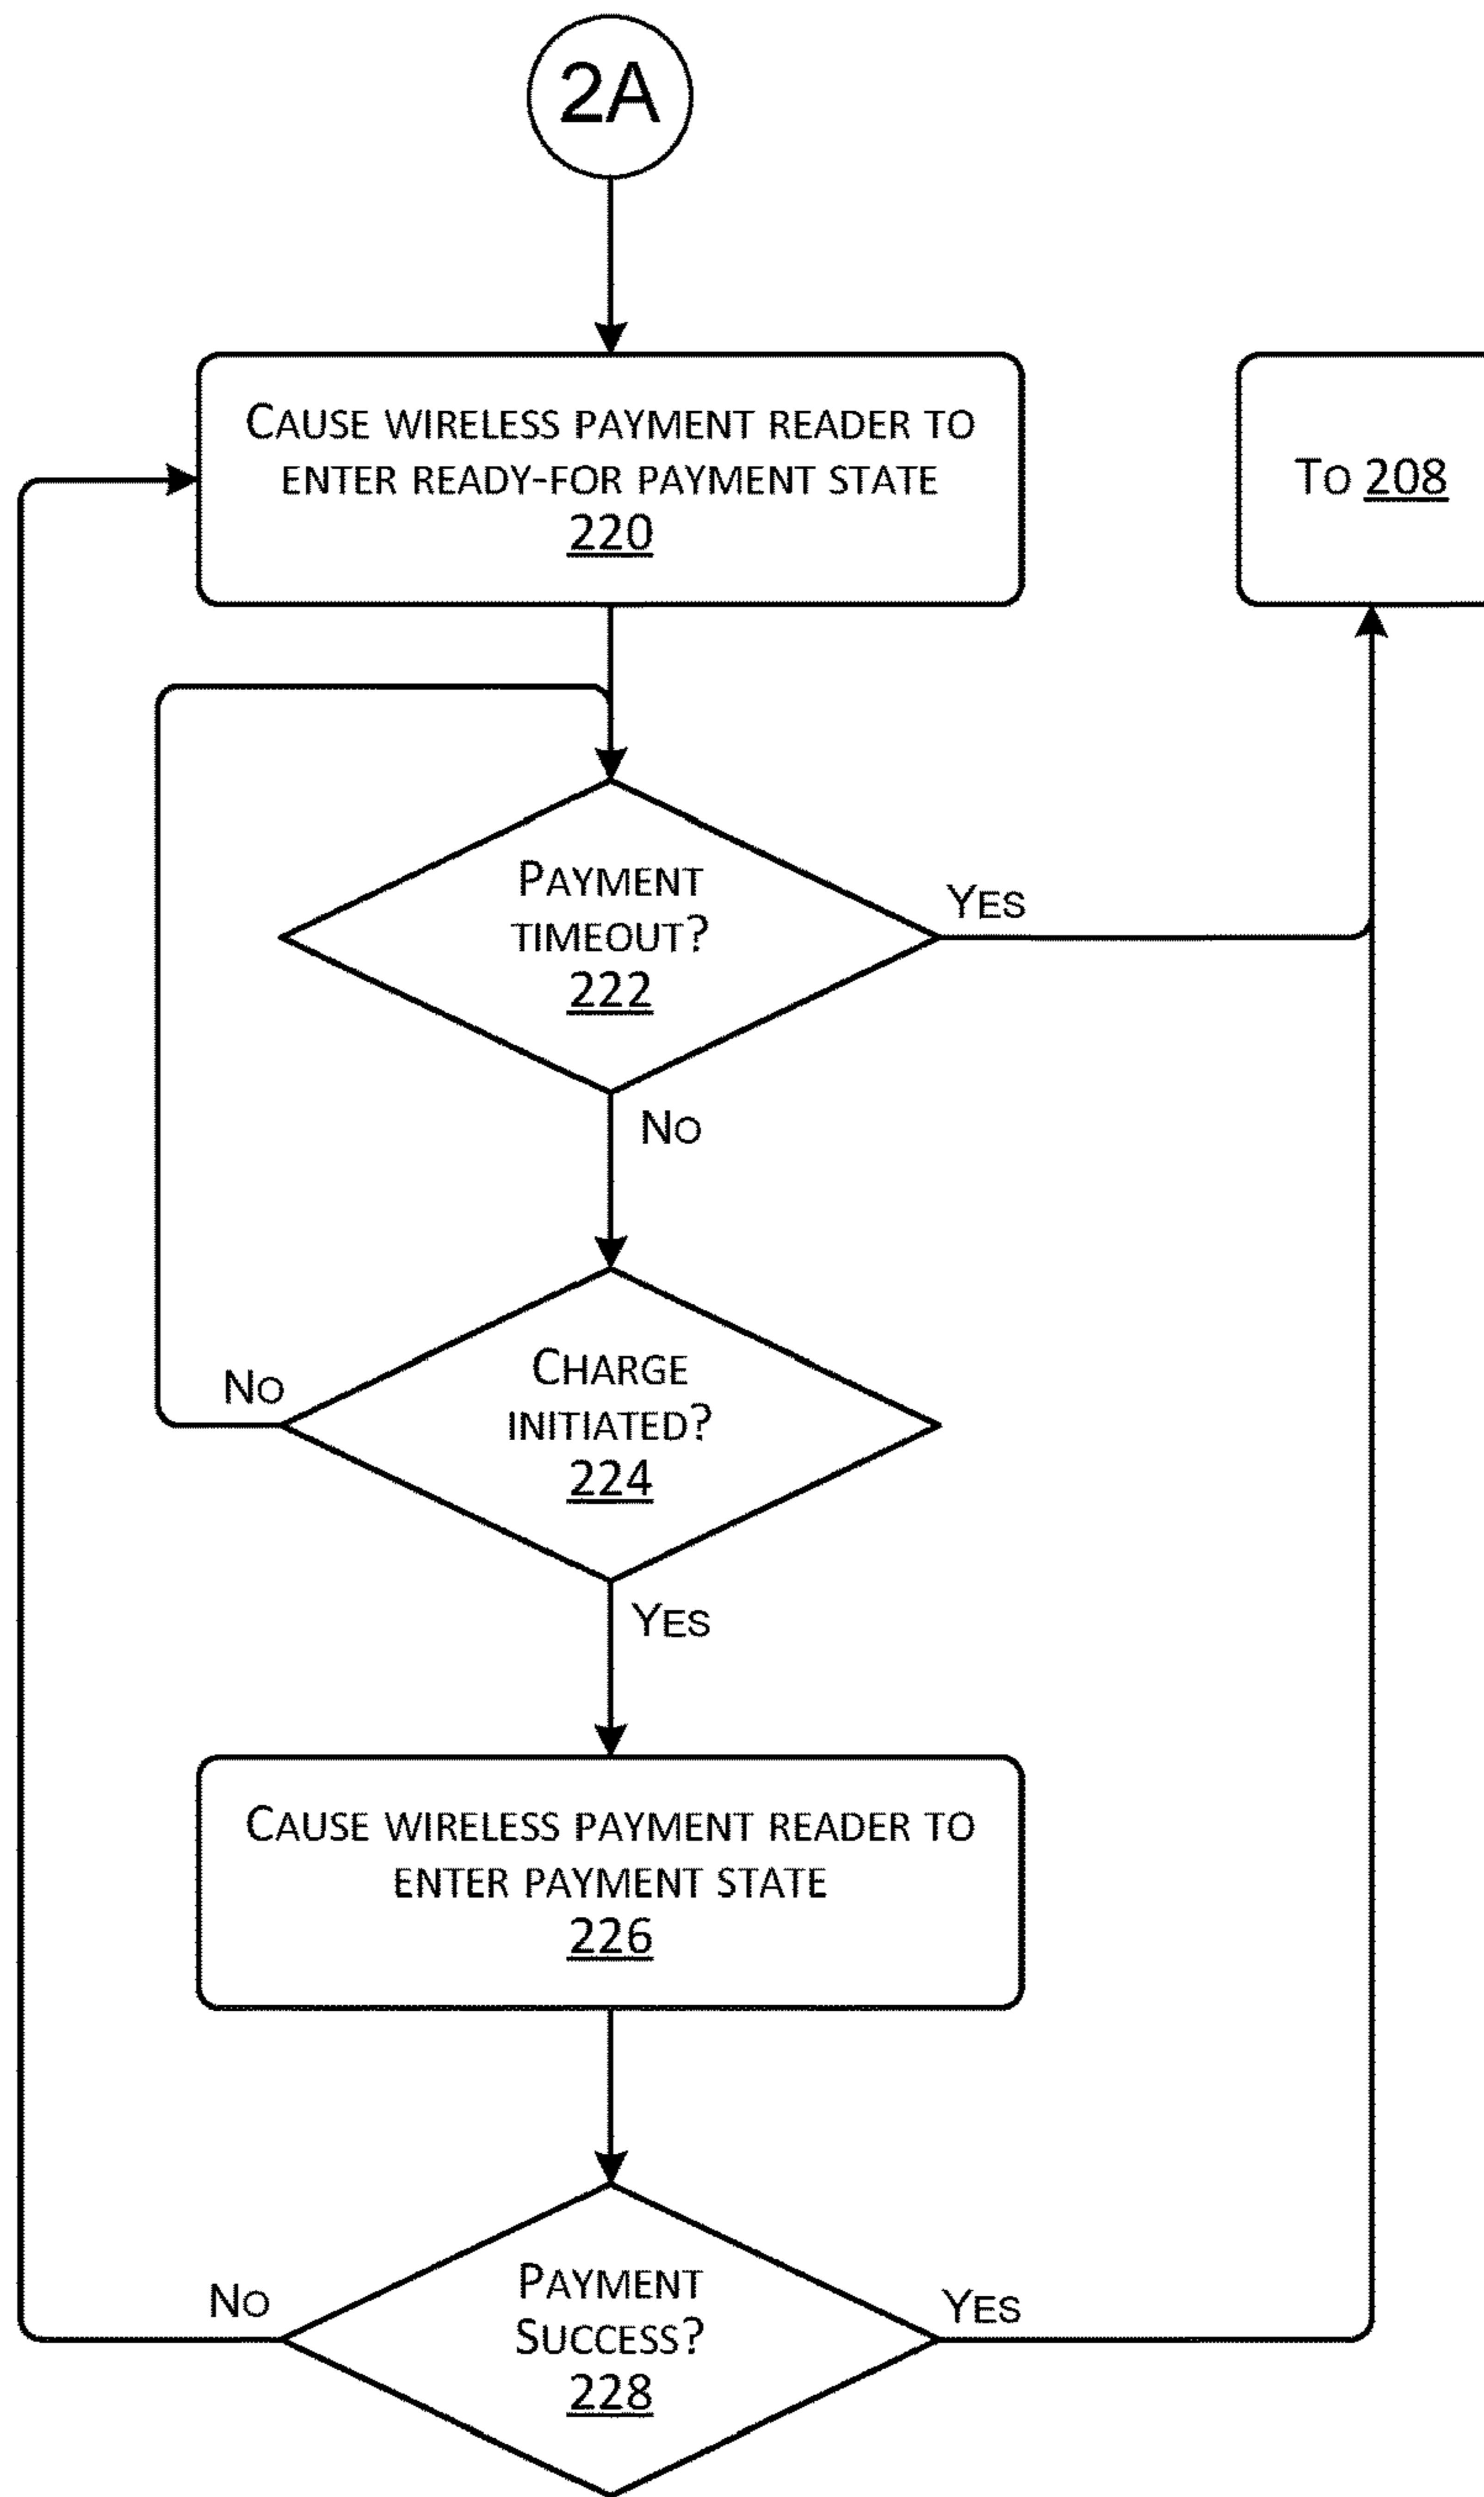 2A
Cause wireless payment reader to
enter ready-for payment state
220
To 208
Payment
timeout?
222
Yes
No
Charge
initiated?
224
No
Yes
Cause wireless payment reader to
enter payment state
226
Payment
Success?
228
No
Yes